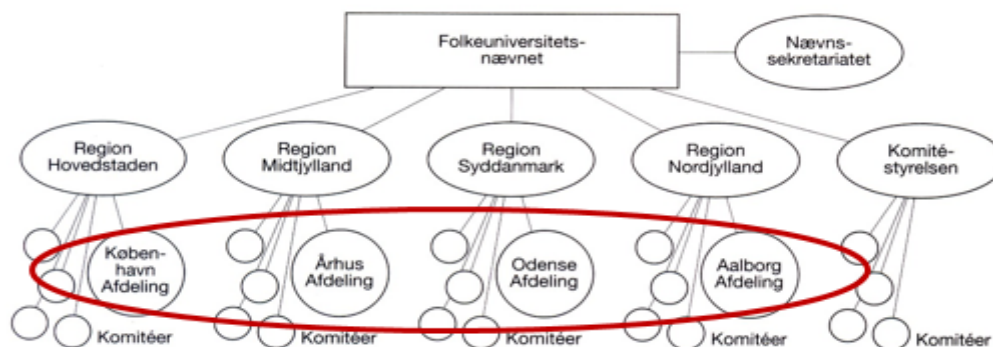 Folkeuniversitets-
nævnet
Nævns-
sekretariatet
Region
Hovedstaden
Region
Midtjylland
Region
Syddanmark
Region
Nordjylland
Komité-
styrelsen
Køben-
havn
Afdeling
Århus
Afdeling
Odense
Afdeling
Aalborg
Afdeling
Komitéer
Komitéer
Komitéer
Komitéer
Komitéer